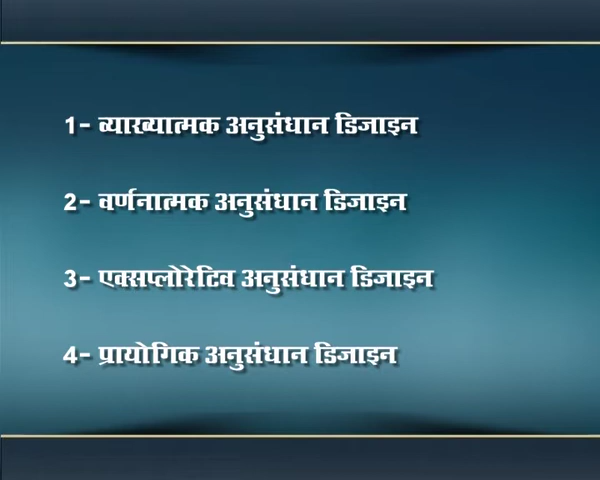 1- व्याख्यात्मक अनुसंधान डिजाइन
2- वर्णनात्मक अनुसंधान डिजाइन
3- एक्सप्लोरेटिव अनुसंधान डिजाइन
4- प्रायोगिक अनुसंधान डिजाइन